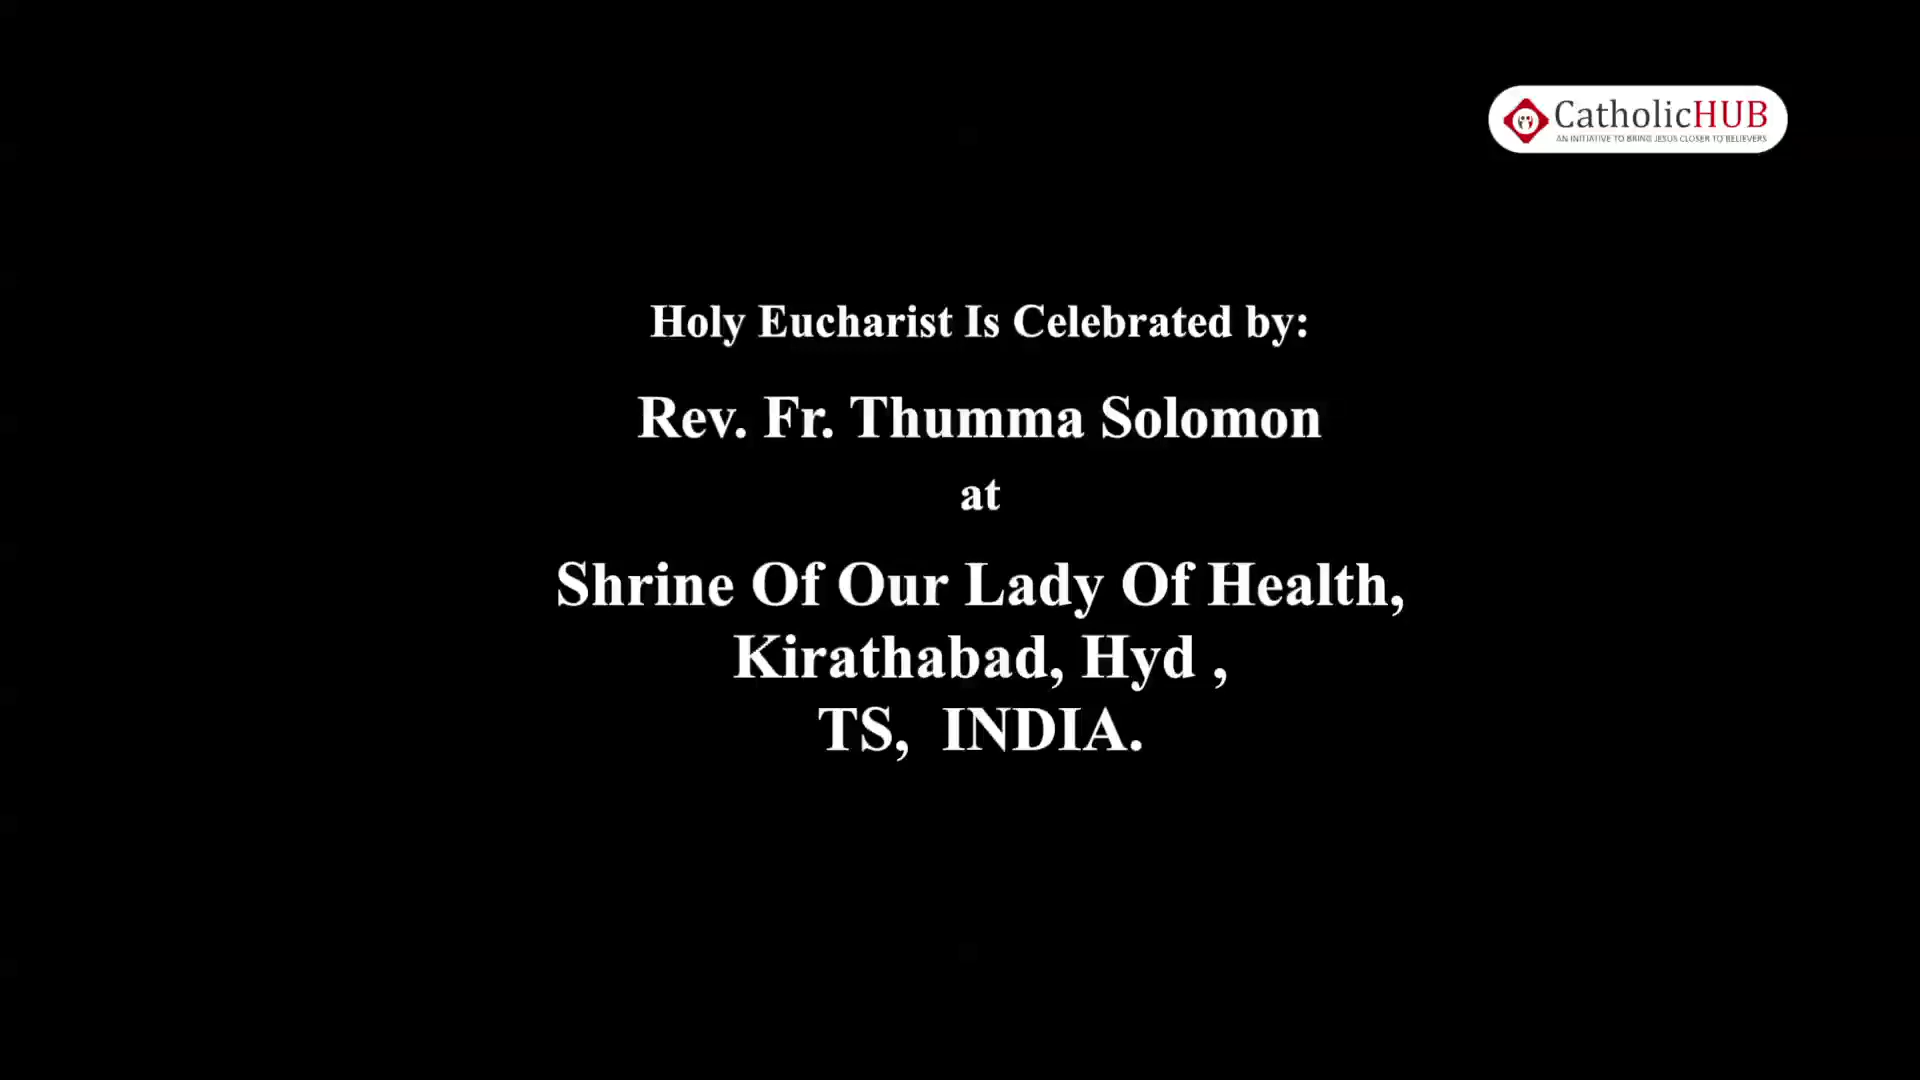 CatholicHUB
AN INITIATIVE TO BRING JESUS CLOSER TO BELIEVERS
Holy Eucharist Is Celebrated by:
Rev. Fr. Thumma Solomon
at
Shrine Of Our Lady Of Health,
Kirathabad, Hyd ,
TS,  INDIA.